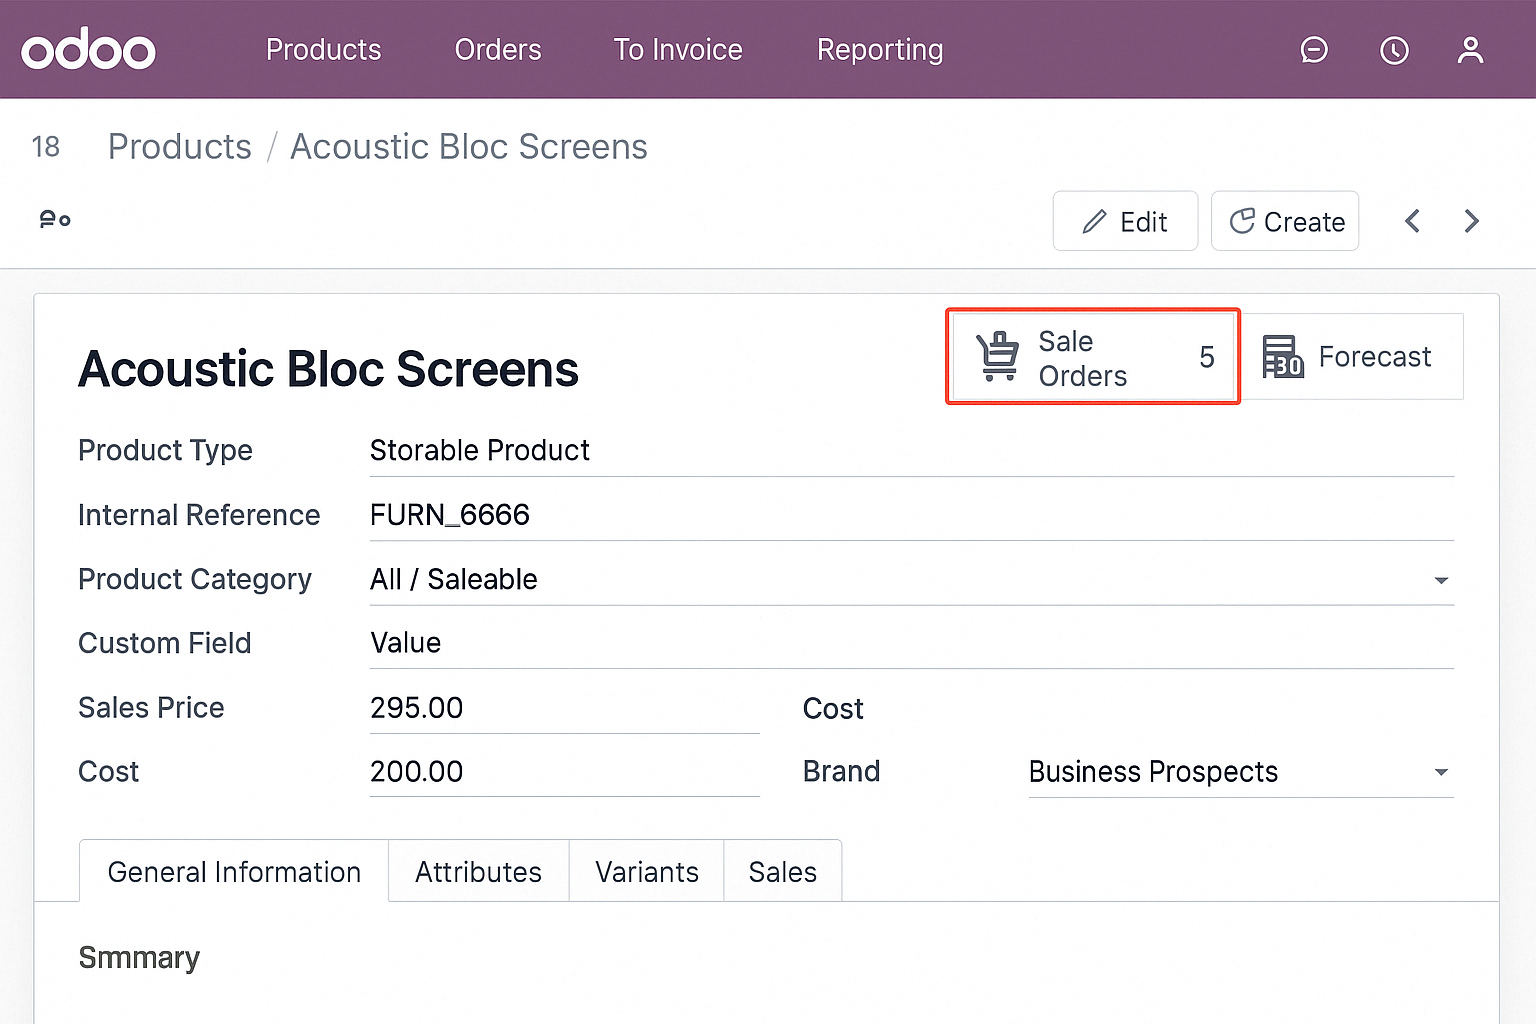 odoo Products Orders To Invoice Reporting
18 Products / Acoustic Bloc Screens
Edit Create
Acoustic Bloc Screens
Sale Orders 5
30 Forecast
Product Type Storable Product
Internal Reference FURN_6666
Product Category All / Saleable
Custom Field Value
Sales Price 295.00 Cost
Cost 200.00 Brand Business Prospects
General Information Attributes Variants Sales
Smmary